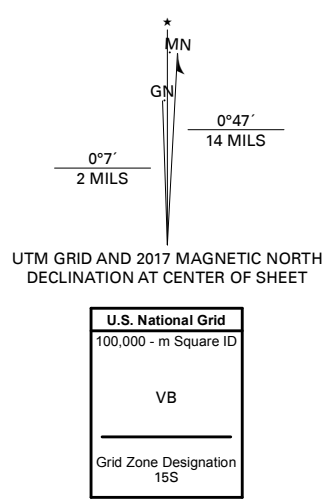 ★
MN
GN
0°47´
14 MILS
0°7´
2 MILS
UTM GRID AND 2017 MAGNETIC NORTH
DECLINATION AT CENTER OF SHEET
U.S. National Grid
100,000 - m Square ID
VB
Grid Zone Designation
15S